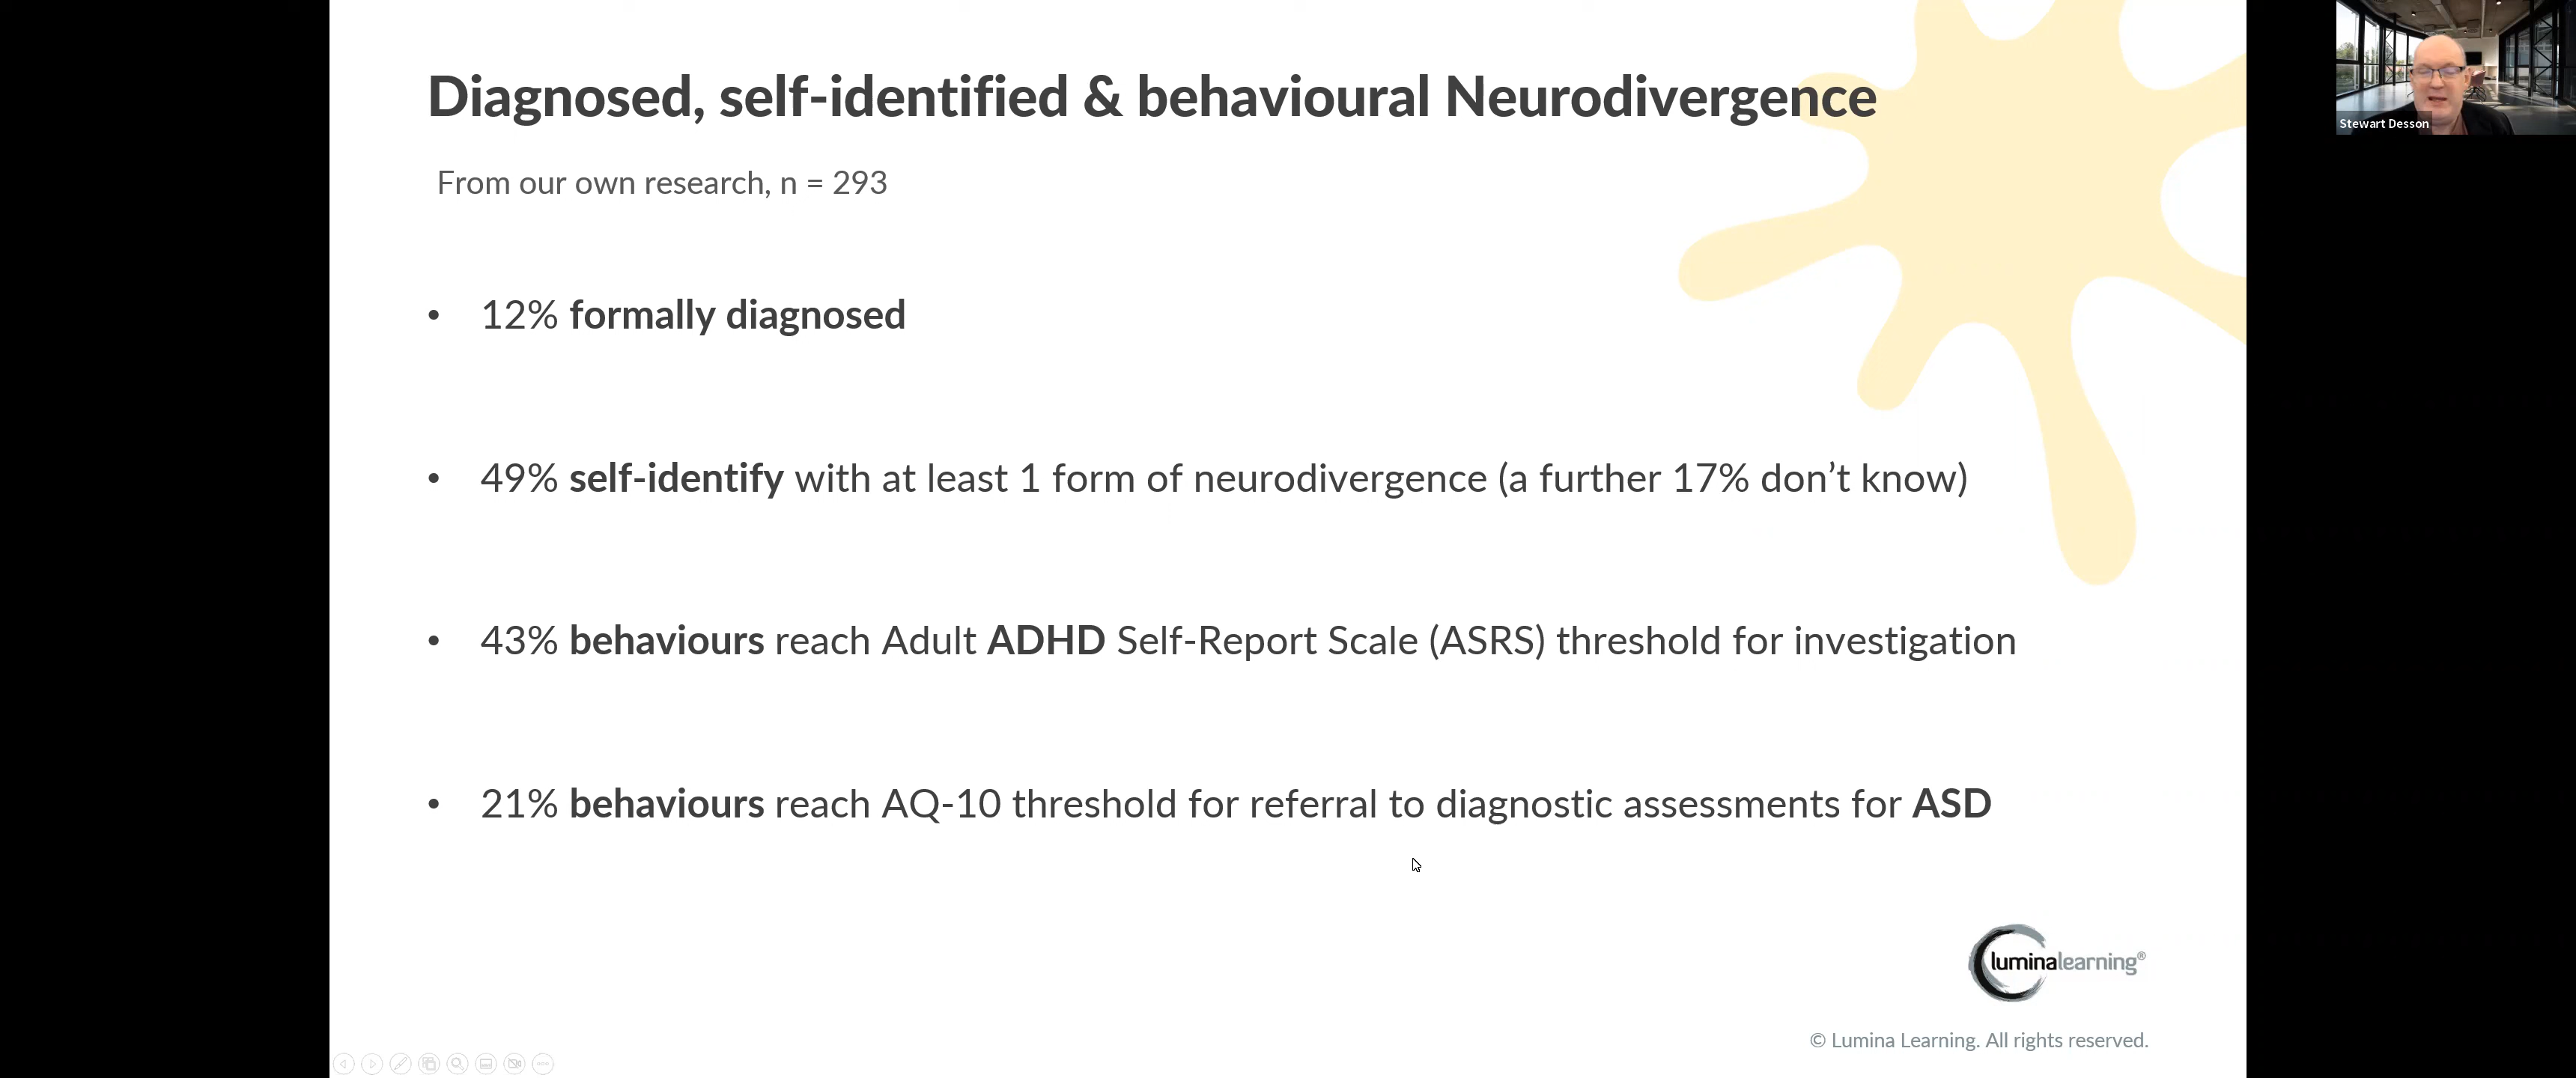 Diagnosed, self-identified & behavioural Neurodivergence
Stewart Desson
From our own research, n = 293
• 12% formally diagnosed
• 49% self-identify with at least 1 form of neurodivergence (a further 17% don’t know)
• 43% behaviours reach Adult ADHD Self-Report Scale (ASRS) threshold for investigation
• 21% behaviours reach AQ-10 threshold for referral to diagnostic assessments for ASD
luminalearning®
© Lumina Learning. All rights reserved.